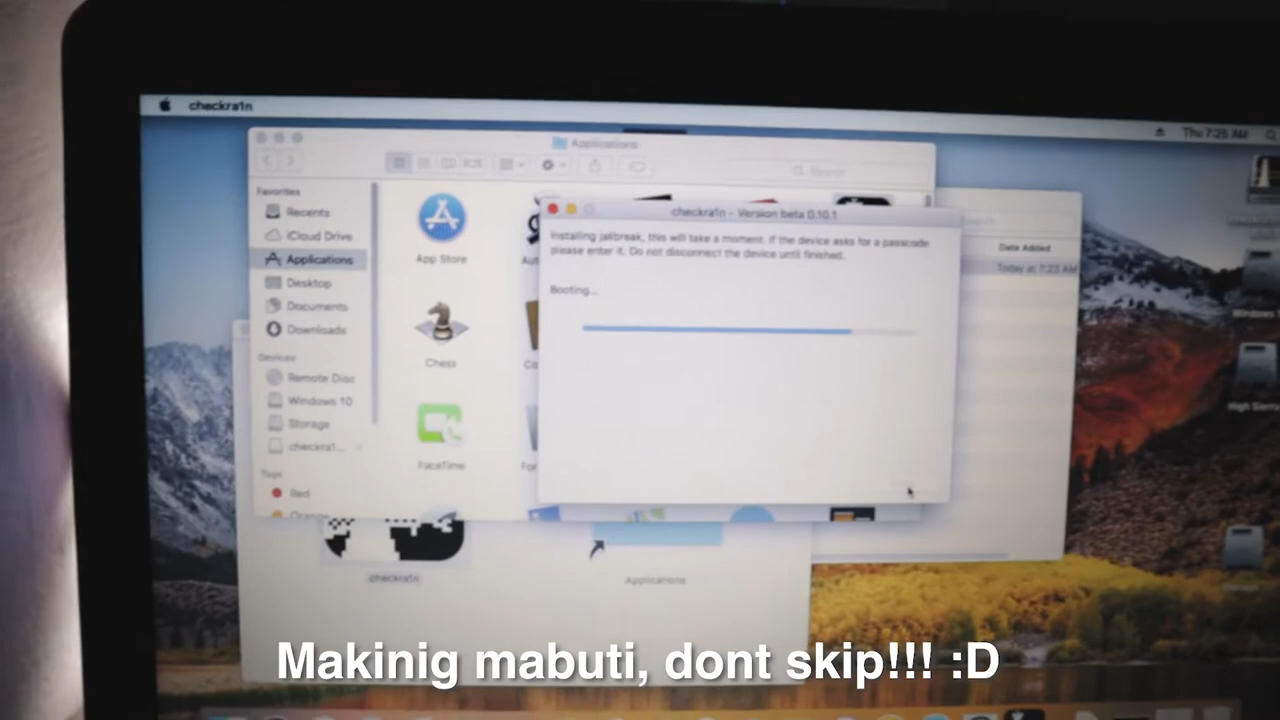 checkra1n
Thu 7:25 AM
Applications
Search
Favorites
Recents
iCloud Drive
Applications
Desktop
Documents
Downloads
Devices
Remote Disc
Windows 10
Storage
checkra1...
Tags
Red
Orange
App Store
Chess
FaceTime
checkra1n – Version beta 0.10.1
Installing jailbreak, this will take a moment. If the device asks for a passcode
please enter it. Do not disconnect the device until finished.
Booting...
Date Added
Today at 7:23 AM
checkra1n
Applications
Makinig mabuti, dont skip!!! :D